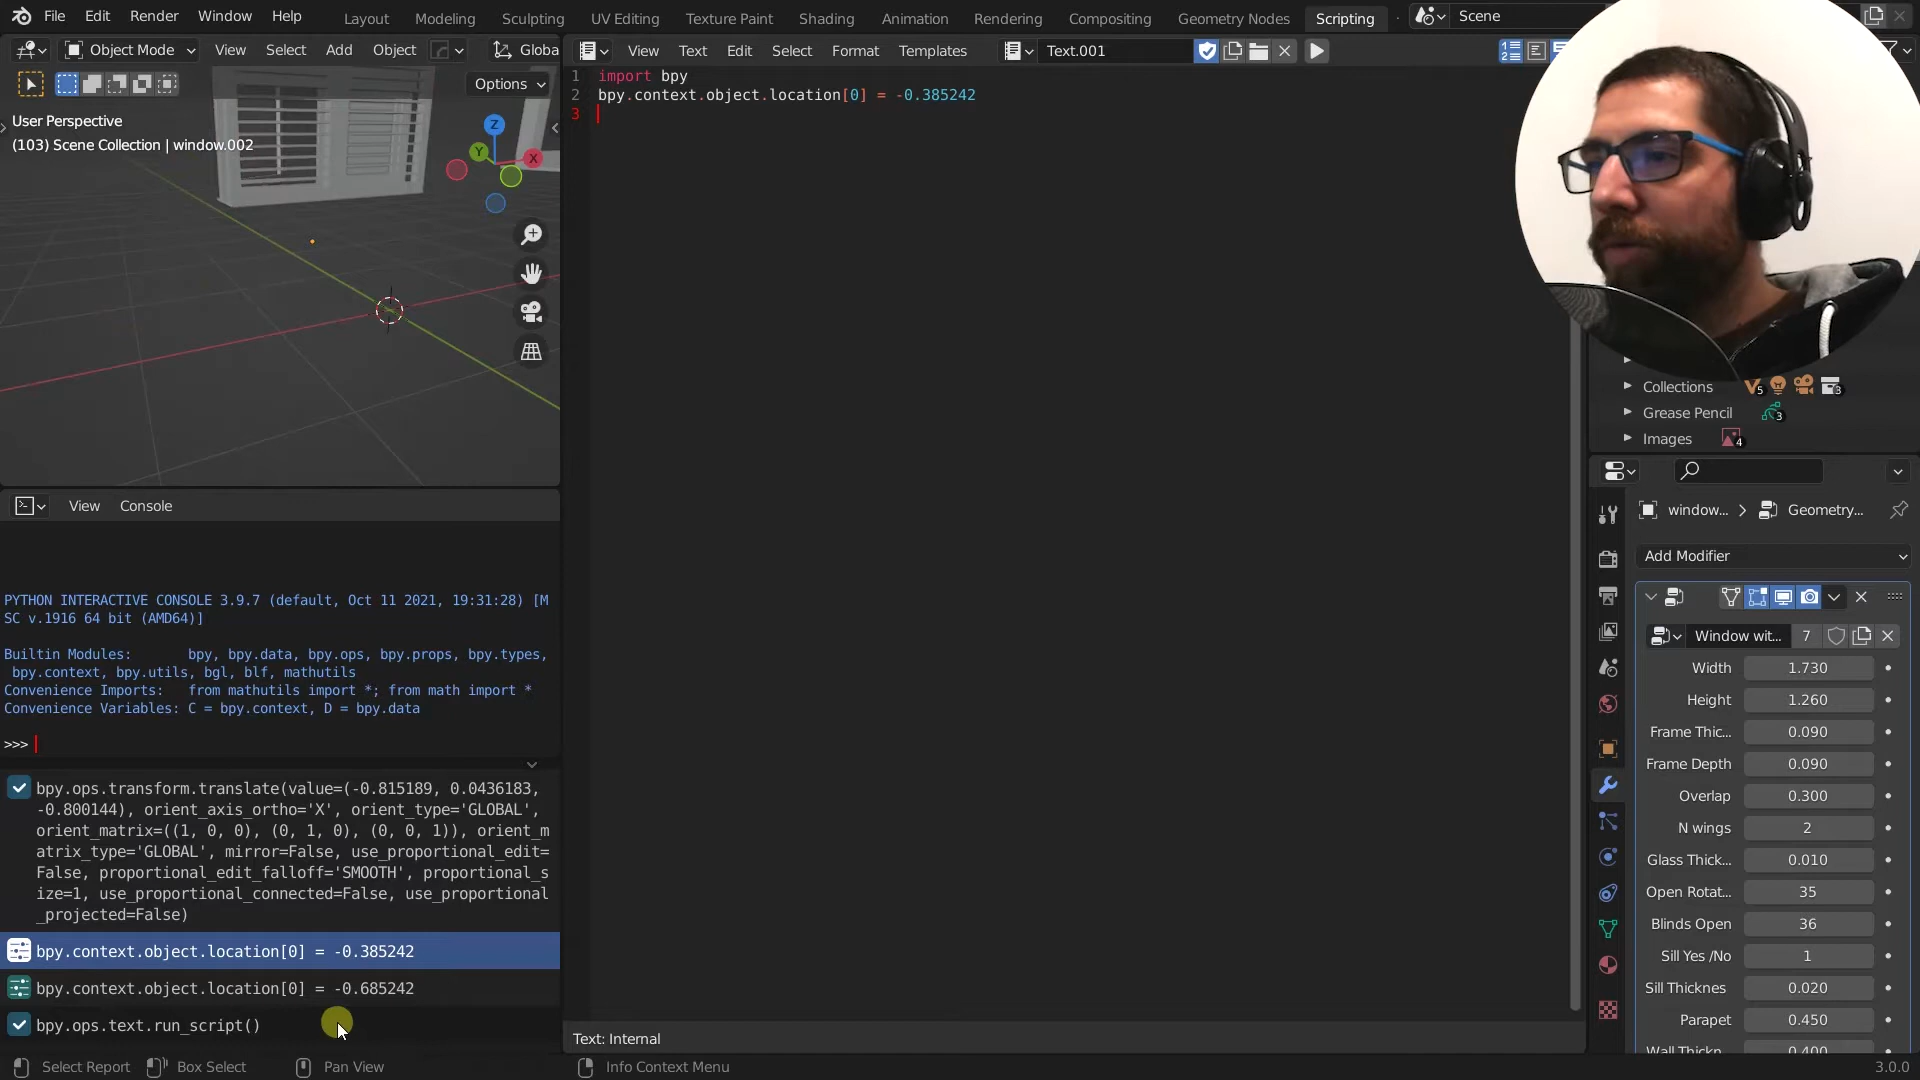 File Edit Render Window Help Layout Modeling Sculpting UV Editing Texture Paint Shading Animation Rendering Compositing Geometry Nodes Scripting Scene
Object Mode View Select Add Object Globa
View Text Edit Select Format Templates Text.001
Options
User Perspective
(103) Scene Collection | window.002
Z
Y
X
1 import bpy
2 bpy.context.object.location[0] = -0.385242
3
View Console
PYTHON INTERACTIVE CONSOLE 3.9.7 (default, Oct 11 2021, 19:31:28) [M
SC v.1916 64 bit (AMD64)]
Builtin Modules: bpy, bpy.data, bpy.ops, bpy.props, bpy.types,
bpy.context, bpy.utils, bgl, blf, mathutils
Convenience Imports: from mathutils import *; from math import *
Convenience Variables: C = bpy.context, D = bpy.data
>>>
bpy.ops.transform.translate(value=(-0.815189, 0.0436183,
-0.800144), orient_axis_ortho='X', orient_type='GLOBAL',
orient_matrix=((1, 0, 0), (0, 1, 0), (0, 0, 1)), orient_m
atrix_type='GLOBAL', mirror=False, use_proportional_edit=
False, proportional_edit_falloff='SMOOTH', proportional_s
ize=1, use_proportional_connected=False, use_proportional
_projected=False)
bpy.context.object.location[0] = -0.385242
bpy.context.object.location[0] = -0.685242
bpy.ops.text.run_script()
Text: Internal
Collections 5 3
Grease Pencil 3
Images 4
window... > Geometry...
Add Modifier
Window wit... 7
Width 1.730
Height 1.260
Frame Thic... 0.090
Frame Depth 0.090
Overlap 0.300
N wings 2
Glass Thick... 0.010
Open Rotat... 35
Blinds Open 36
Sill Yes /No 1
Sill Thicknes 0.020
Parapet 0.450
Wall Thickn... 0.400
Select Report Box Select Pan View Info Context Menu 3.0.0